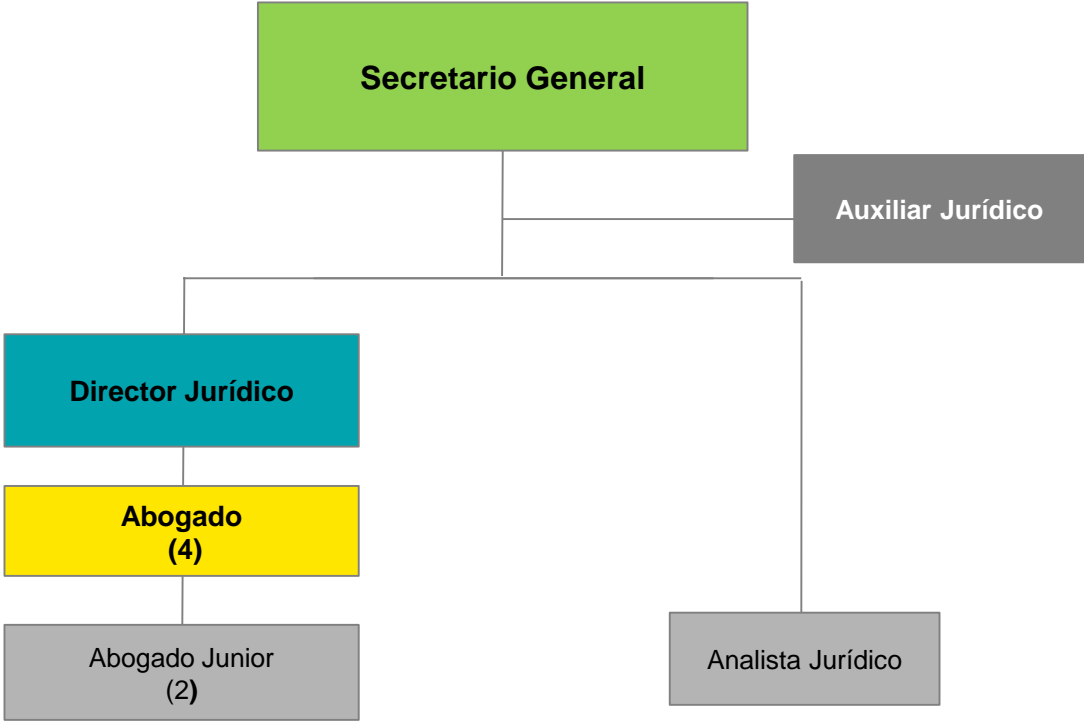 Secretario General
Auxiliar Jurídico
Director Jurídico
Abogado
(4)
Abogado Junior
(2)
Analista Jurídico